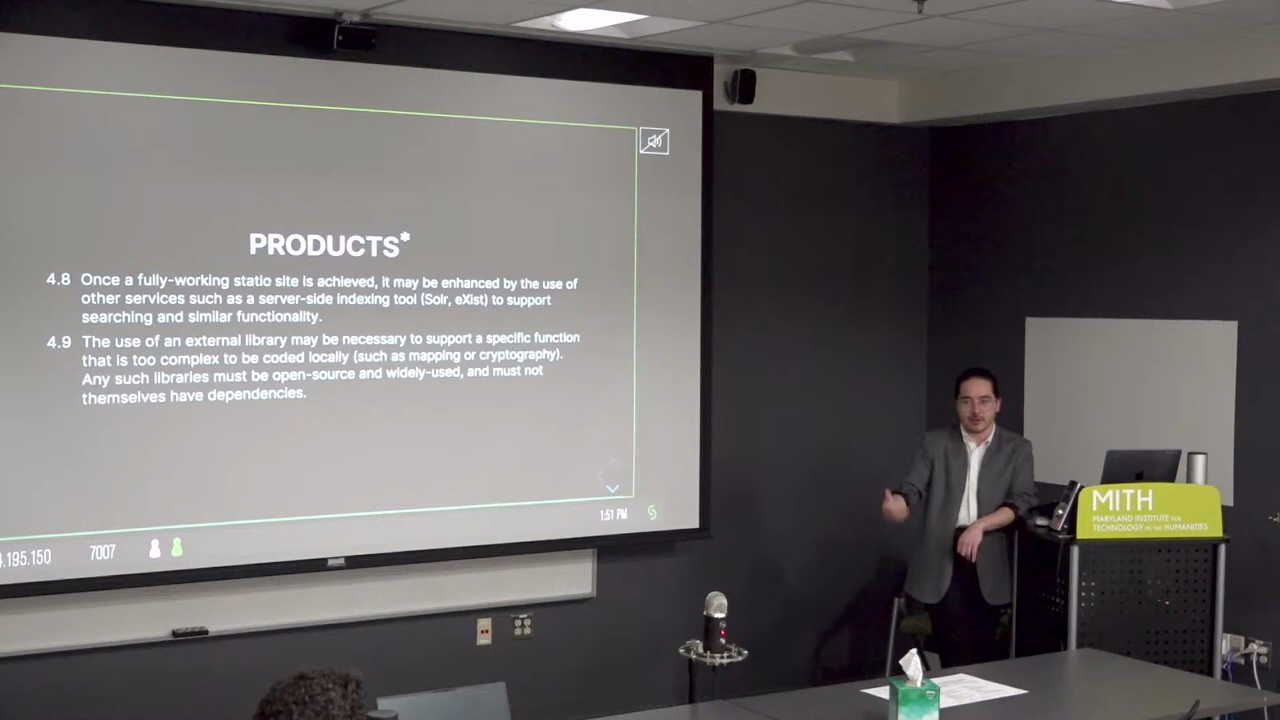 PRODUCTS*
4.8 Once a fully-working static site is achieved, it may be enhanced by the use of
other services such as a server-side indexing tool (Solr, eXist) to support
searching and similar functionality.
4.9 The use of an external library may be necessary to support a specific function
that is too complex to be coded locally (such as mapping or cryptography).
Any such libraries must be open-source and widely-used, and must not
themselves have dependencies.
1:51 PM
.195.150 7007
MITH
MARYLAND INSTITUTE FOR
TECHNOLOGY IN THE HUMANITIES